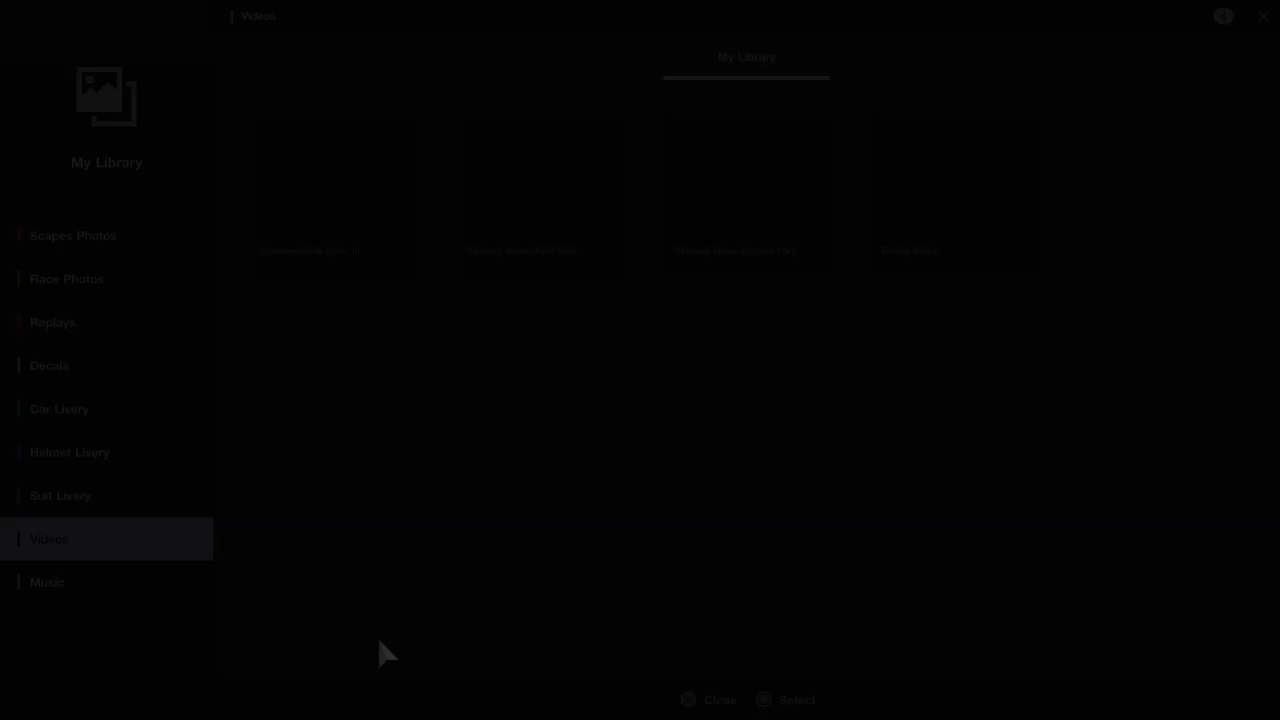 Videos
My Library
My Library
Scapes Photos
Race Photos
Replays
Decals
Car Livery
Helmet Livery
Suit Livery
Videos
Music
Close
Select